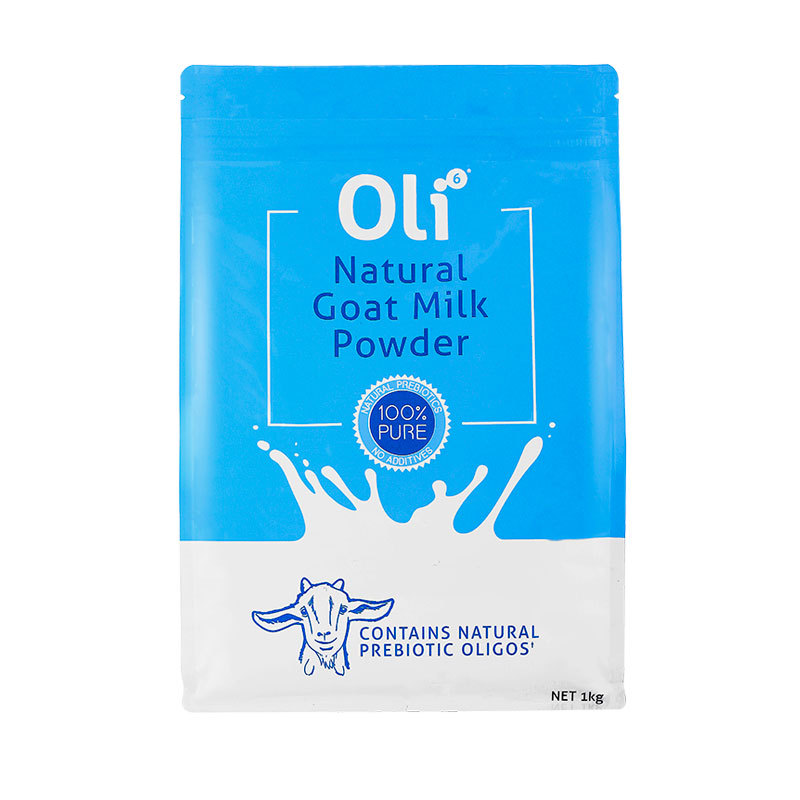 Oli6
Natural
Goat Milk
Powder
NATURAL PREBIOTICS
100%
PURE
NO ADDITIVES
CONTAINS NATURAL
PREBIOTIC OLIGOS†
NET 1kg